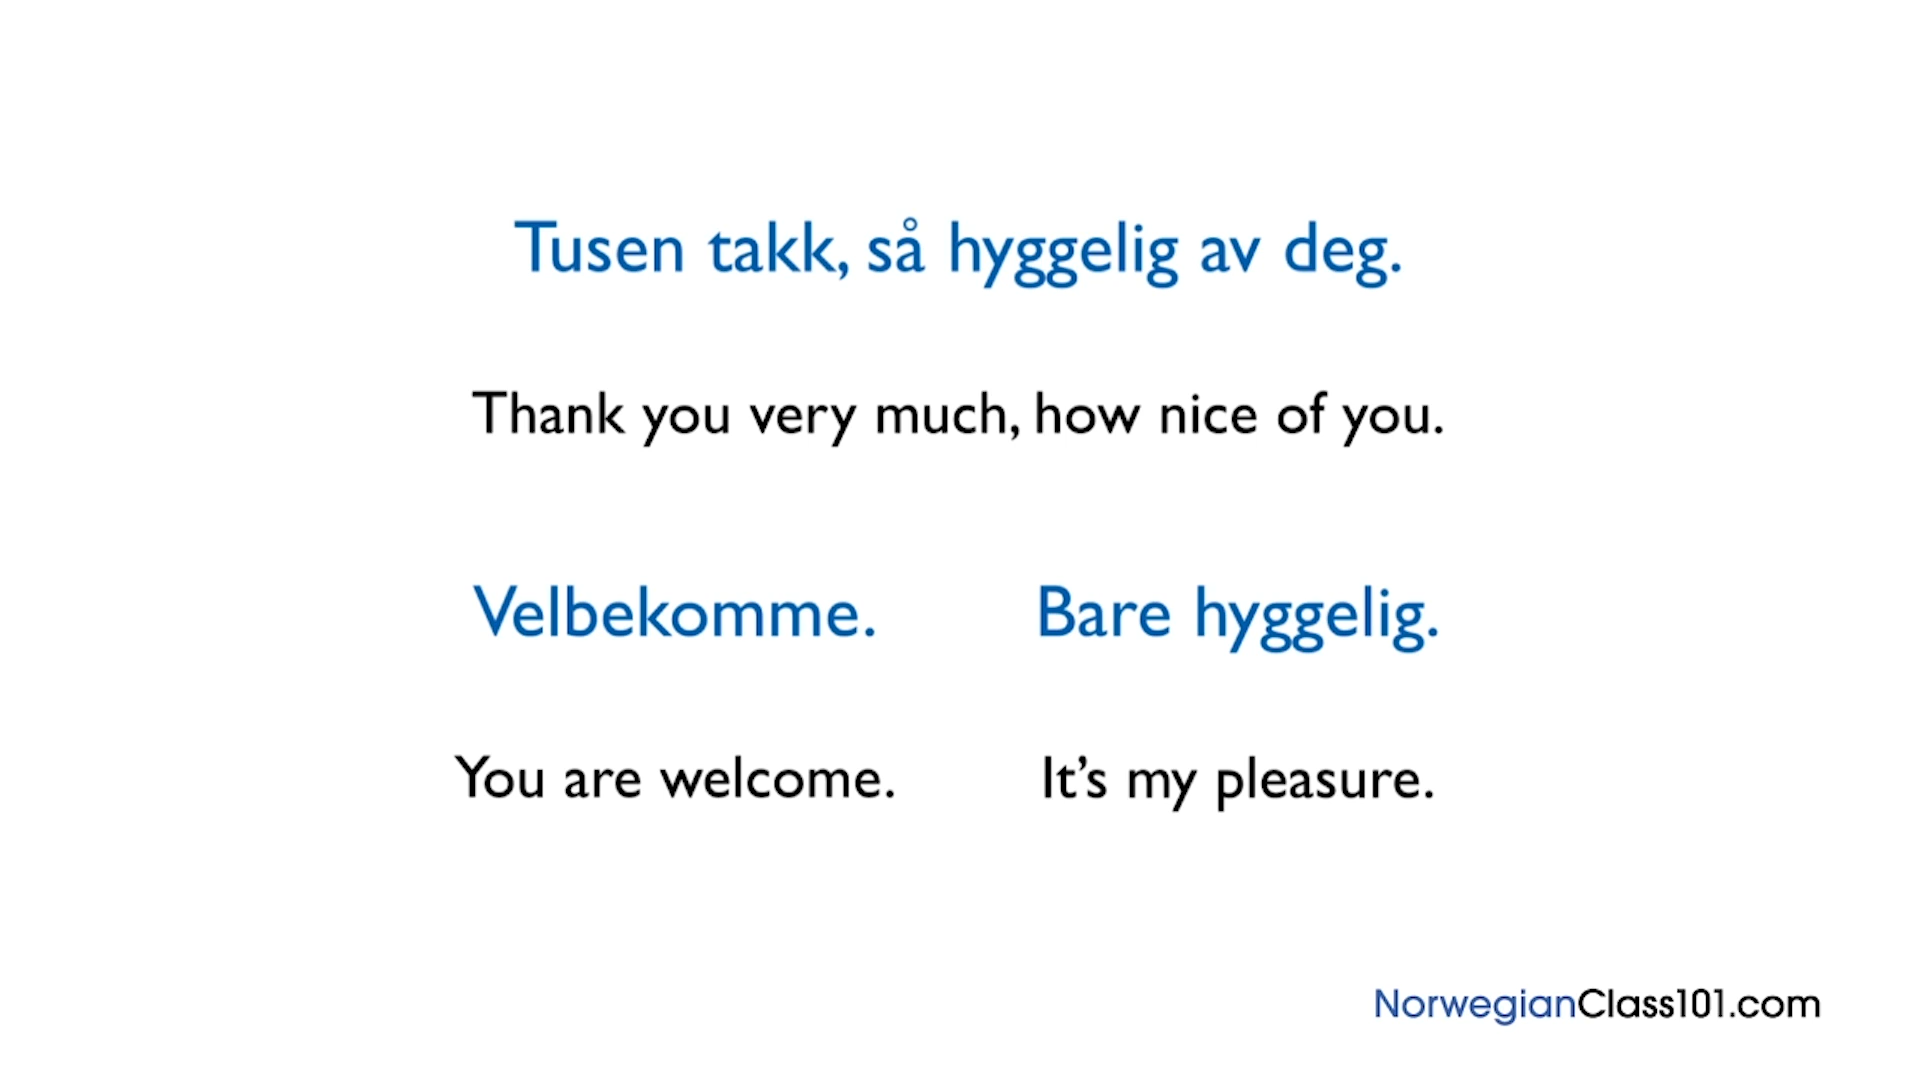 Tusen takk, så hyggelig av deg.
Thank you very much, how nice of you.
Velbekomme.
You are welcome.
Bare hyggelig.
It’s my pleasure.
NorwegianClass101.com